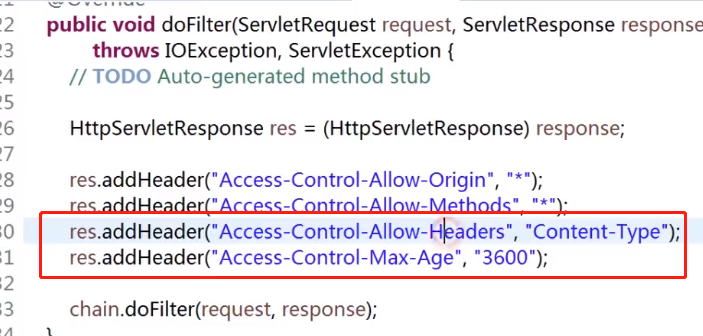 @Override
22 public void doFilter(ServletRequest request, ServletResponse response
23 throws IOException, ServletException {
24 // TODO Auto-generated method stub
25
26 HttpServletResponse res = (HttpServletResponse) response;
27
28 res.addHeader("Access-Control-Allow-Origin", "*");
29 res.addHeader("Access-Control-Allow-Methods", "*");
30 res.addHeader("Access-Control-Allow-Headers", "Content-Type");
31 res.addHeader("Access-Control-Max-Age", "3600");
32
33 chain.doFilter(request, response);
34 }